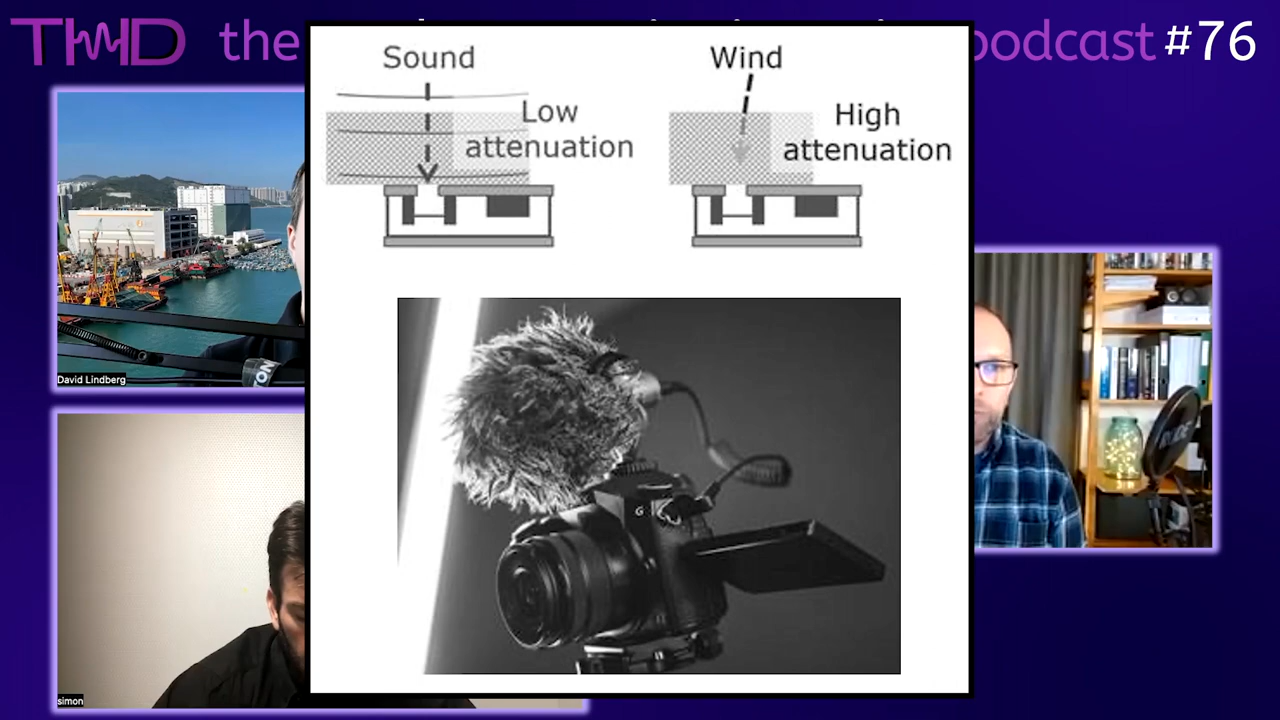 TWD the
podcast #76
Sound
Low
attenuation
Wind
High
attenuation
David Lindberg
simon